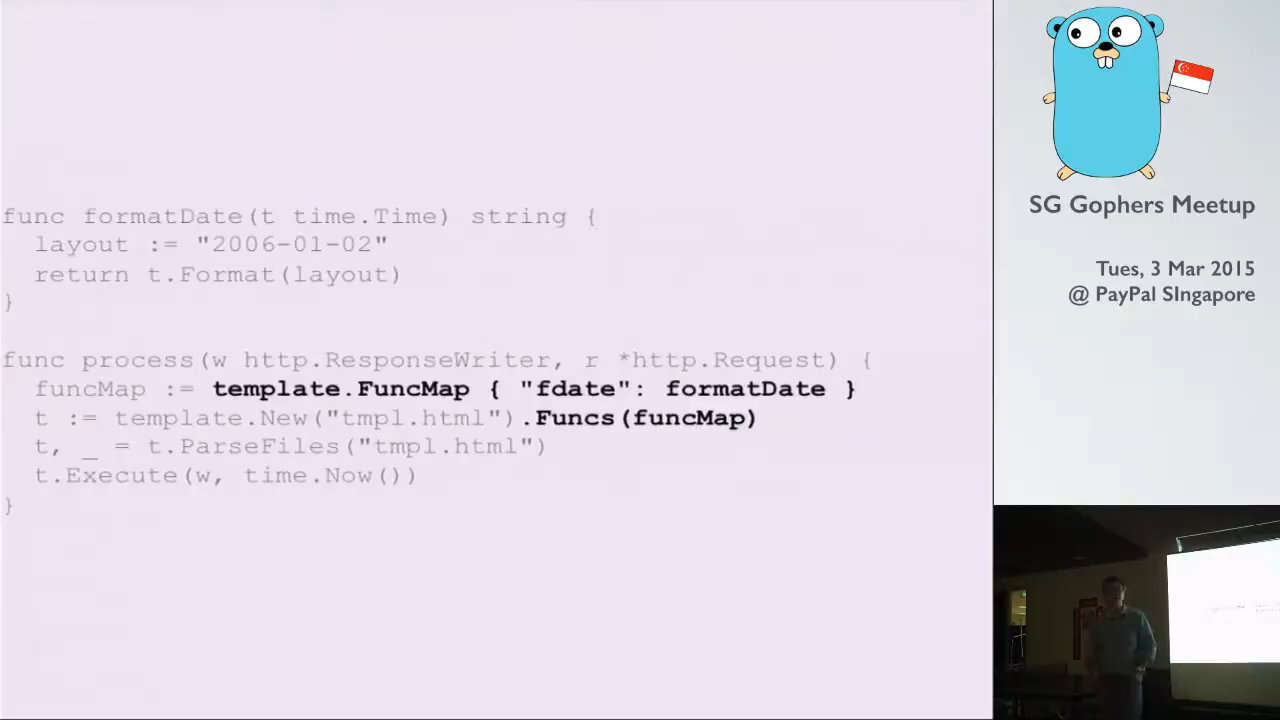 func formatDate(t time.Time) string {
  layout := "2006-01-02"
  return t.Format(layout)
}
func process(w http.ResponseWriter, r *http.Request) {
  funcMap := template.FuncMap { "fdate": formatDate }
  t := template.New("tmpl.html").Funcs(funcMap)
  t, _ = t.ParseFiles("tmpl.html")
  t.Execute(w, time.Now())
}
SG Gophers Meetup
Tues, 3 Mar 2015
@ PayPal SIngapore